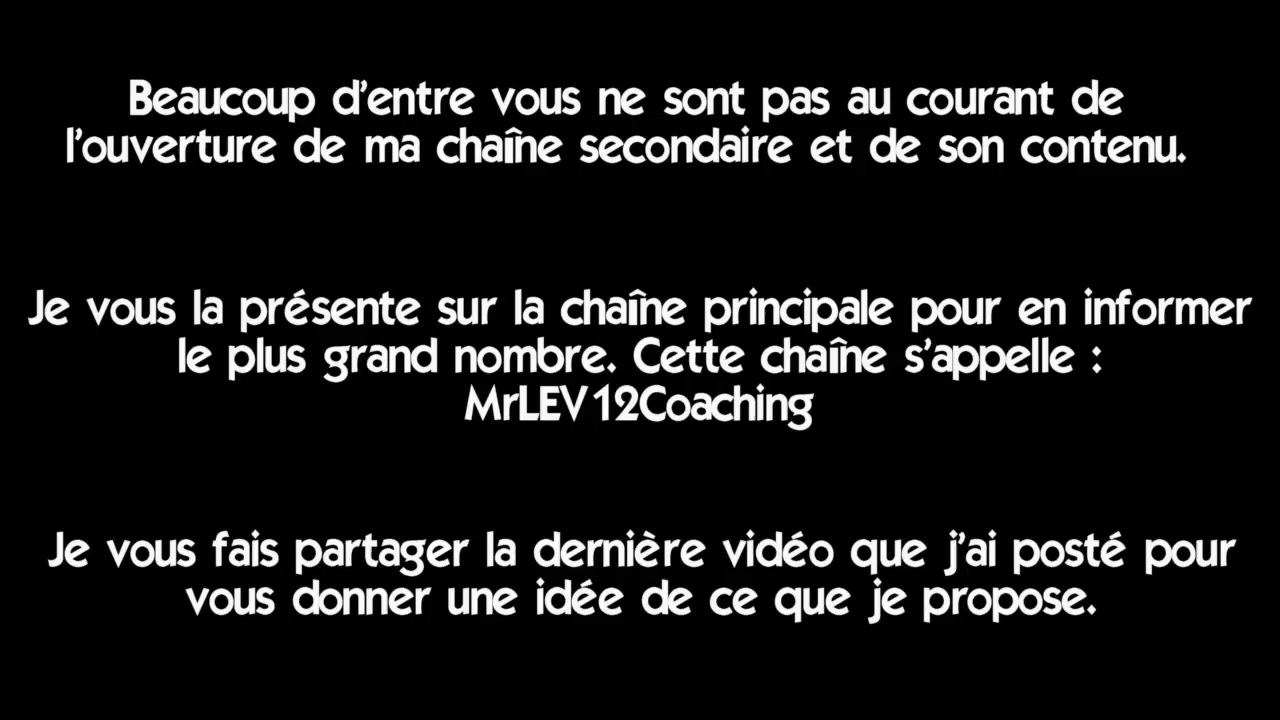 Beaucoup d'entre vous ne sont pas au courant de
l'ouverture de ma chaîne secondaire et de son contenu.
Je vous la présente sur la chaîne principale pour en informer
le plus grand nombre. Cette chaîne s'appelle :
MrLEV12Coaching
Je vous fais partager la dernière vidéo que j'ai posté pour
vous donner une idée de ce que je propose.